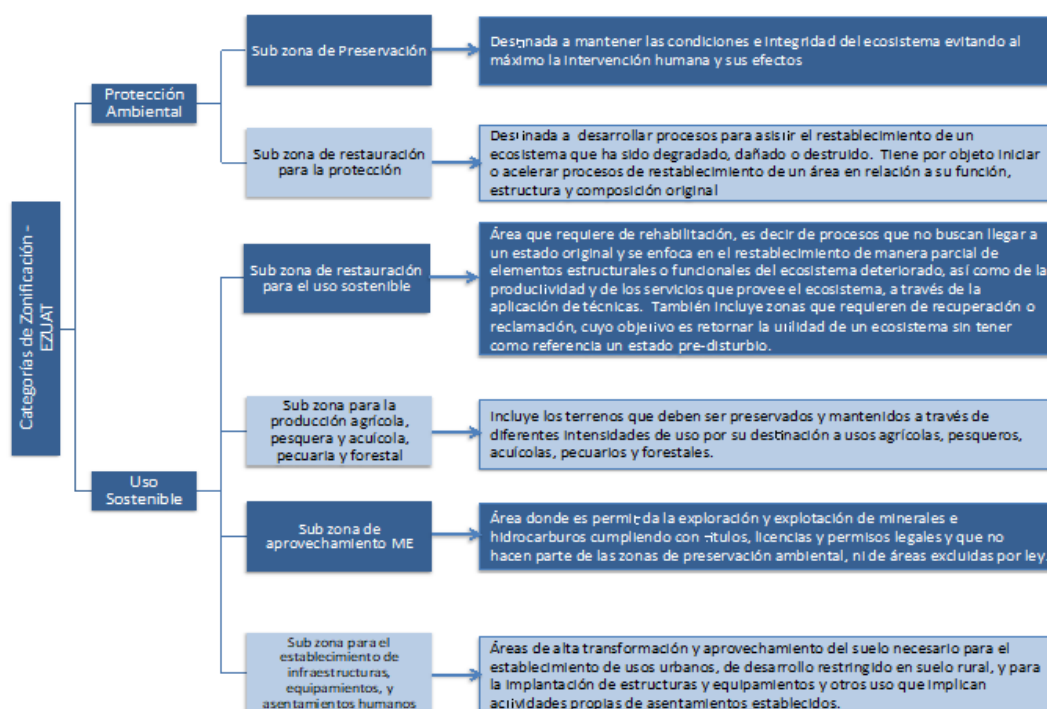 Categorías de Zonificación –
EZUAT
Protección
Ambiental
Sub zona de Preservación
Destinada a mantener las condiciones e integridad del ecosistema evitando al
máximo la intervención humana y sus efectos
Sub zona de restauración
para la protección
Destinada a desarrollar procesos para asistir el restablecimiento de un
ecosistema que ha sido degradado, dañado o destruido. Tiene por objeto iniciar
o acelerar procesos de restablecimiento de un área en relación a su función,
estructura y composición original
Uso
Sostenible
Sub zona de restauración
para el uso sostenible
Área que requiere de rehabilitación, es decir de procesos que no buscan llegar a
un estado original y se enfoca en el restablecimiento de manera parcial de
elementos estructurales o funcionales del ecosistema deteriorado, así como de la
productividad y de los servicios que provee el ecosistema, a través de la
aplicación de técnicas. También incluye zonas que requieren de recuperación o
reclamación, cuyo objetivo es retornar la utilidad de un ecosistema sin tener
como referencia un estado pre-disturbio.
Sub zona para la
producción agrícola,
pesquera y acuícola,
pecuaria y forestal
Incluye los terrenos que deben ser preservados y mantenidos a través de
diferentes intensidades de uso por su destinación a usos agrícolas, pesqueros,
acuícolas, pecuarios y forestales.
Sub zona de
aprovechamiento ME
Área donde es permitida la exploración y explotación de minerales e
hidrocarburos cumpliendo con títulos, licencias y permisos legales y que no
hacen parte de las zonas de preservación ambiental, ni de áreas excluidas por ley.
Sub zona para el
establecimiento de
infraestructuras,
equipamientos, y
asentamientos humanos
Áreas de alta transformación y aprovechamiento del suelo necesario para el
establecimiento de usos urbanos, de desarrollo restringido en suelo rural, y para
la implantación de estructuras y equipamientos y otros uso que implican
actividades propias de asentamientos establecidos.